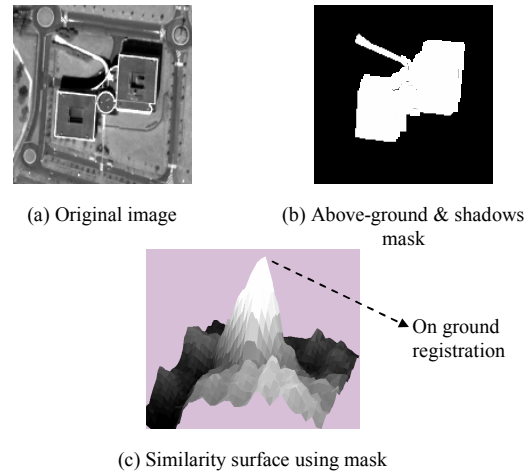 (a) Original image
(b) Above-ground & shadows
mask
On ground
registration
(c) Similarity surface using mask